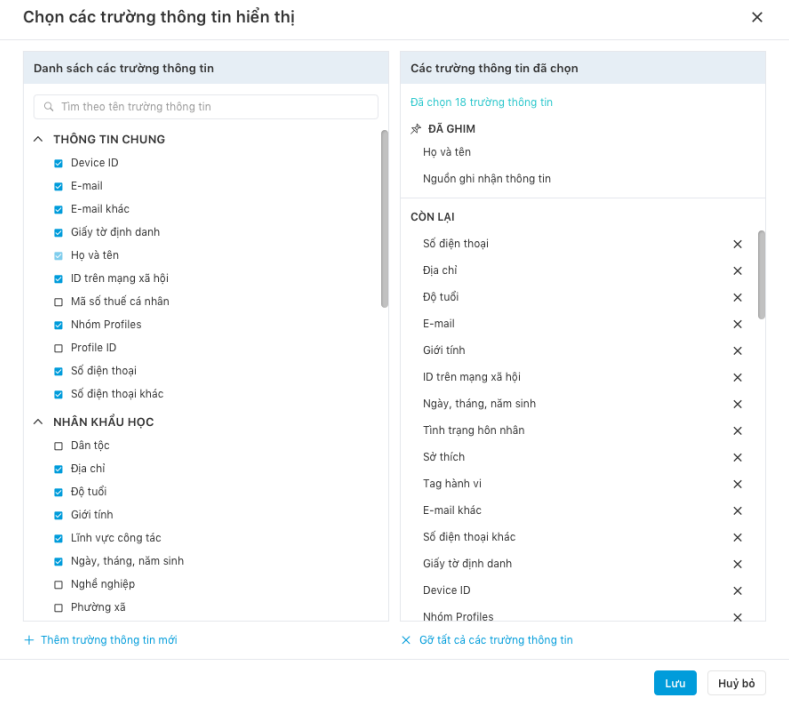 Chọn các trường thông tin hiển thị
Danh sách các trường thông tin
Tìm theo tên trường thông tin
THÔNG TIN CHUNG
Device ID
E-mail
E-mail khác
Giấy tờ định danh
Họ và tên
ID trên mạng xã hội
Mã số thuế cá nhân
Nhóm Profiles
Profile ID
Số điện thoại
Số điện thoại khác
NHÂN KHẨU HỌC
Dân tộc
Địa chỉ
Độ tuổi
Giới tính
Lĩnh vực công tác
Ngày, tháng, năm sinh
Nghề nghiệp
Phường xã
Thêm trường thông tin mới
Các trường thông tin đã chọn
Đã chọn 18 trường thông tin
ĐÃ GHIM
Họ và tên
Nguồn ghi nhận thông tin
CÒN LẠI
Số điện thoại
Địa chỉ
Độ tuổi
E-mail
Giới tính
ID trên mạng xã hội
Ngày, tháng, năm sinh
Tình trạng hôn nhân
Sở thích
Tag hành vi
E-mail khác
Số điện thoại khác
Giấy tờ định danh
Device ID
Nhóm Profiles
Gỡ tất cả các trường thông tin
Lưu
Huỷ bỏ